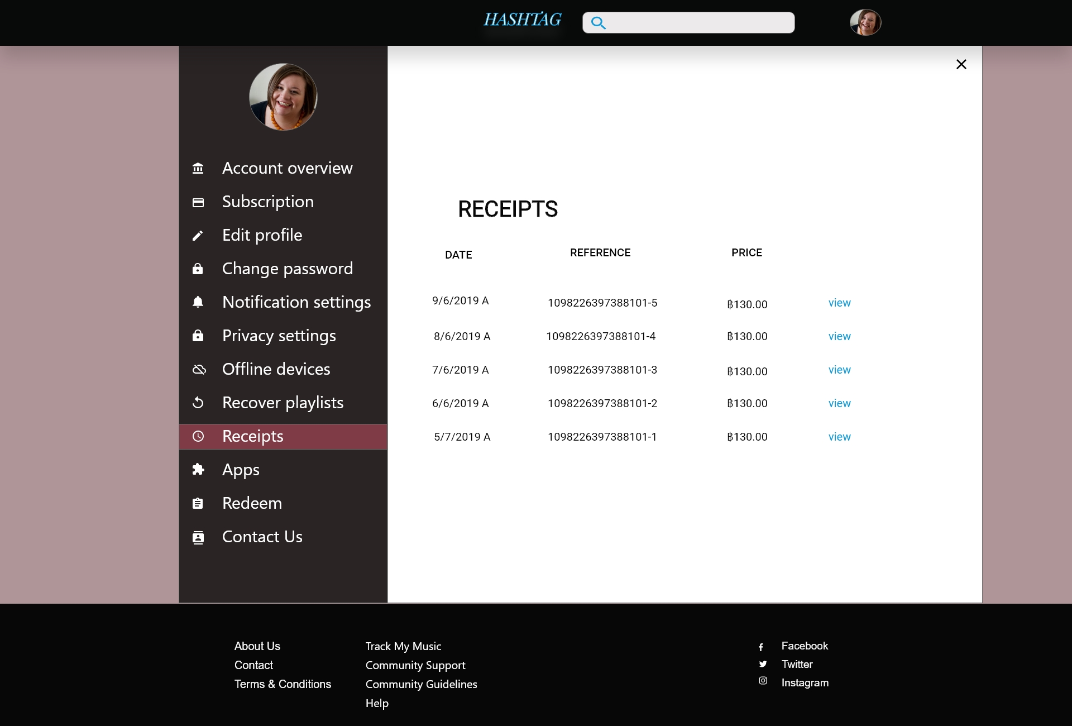 HASHTAG
Account overview
Subscription
Edit profile
Change password
Notification settings
Privacy settings
Offline devices
Recover playlists
Receipts
Apps
Redeem
Contact Us
RECEIPTS
DATE REFERENCE PRICE
9/6/2019 A 1098226397388101-5 ฿130.00 view
8/6/2019 A 1098226397388101-4 ฿130.00 view
7/6/2019 A 1098226397388101-3 ฿130.00 view
6/6/2019 A 1098226397388101-2 ฿130.00 view
5/7/2019 A 1098226397388101-1 ฿130.00 view
About Us
Contact
Terms & Conditions
Track My Music
Community Support
Community Guidelines
Help
Facebook
Twitter
Instagram